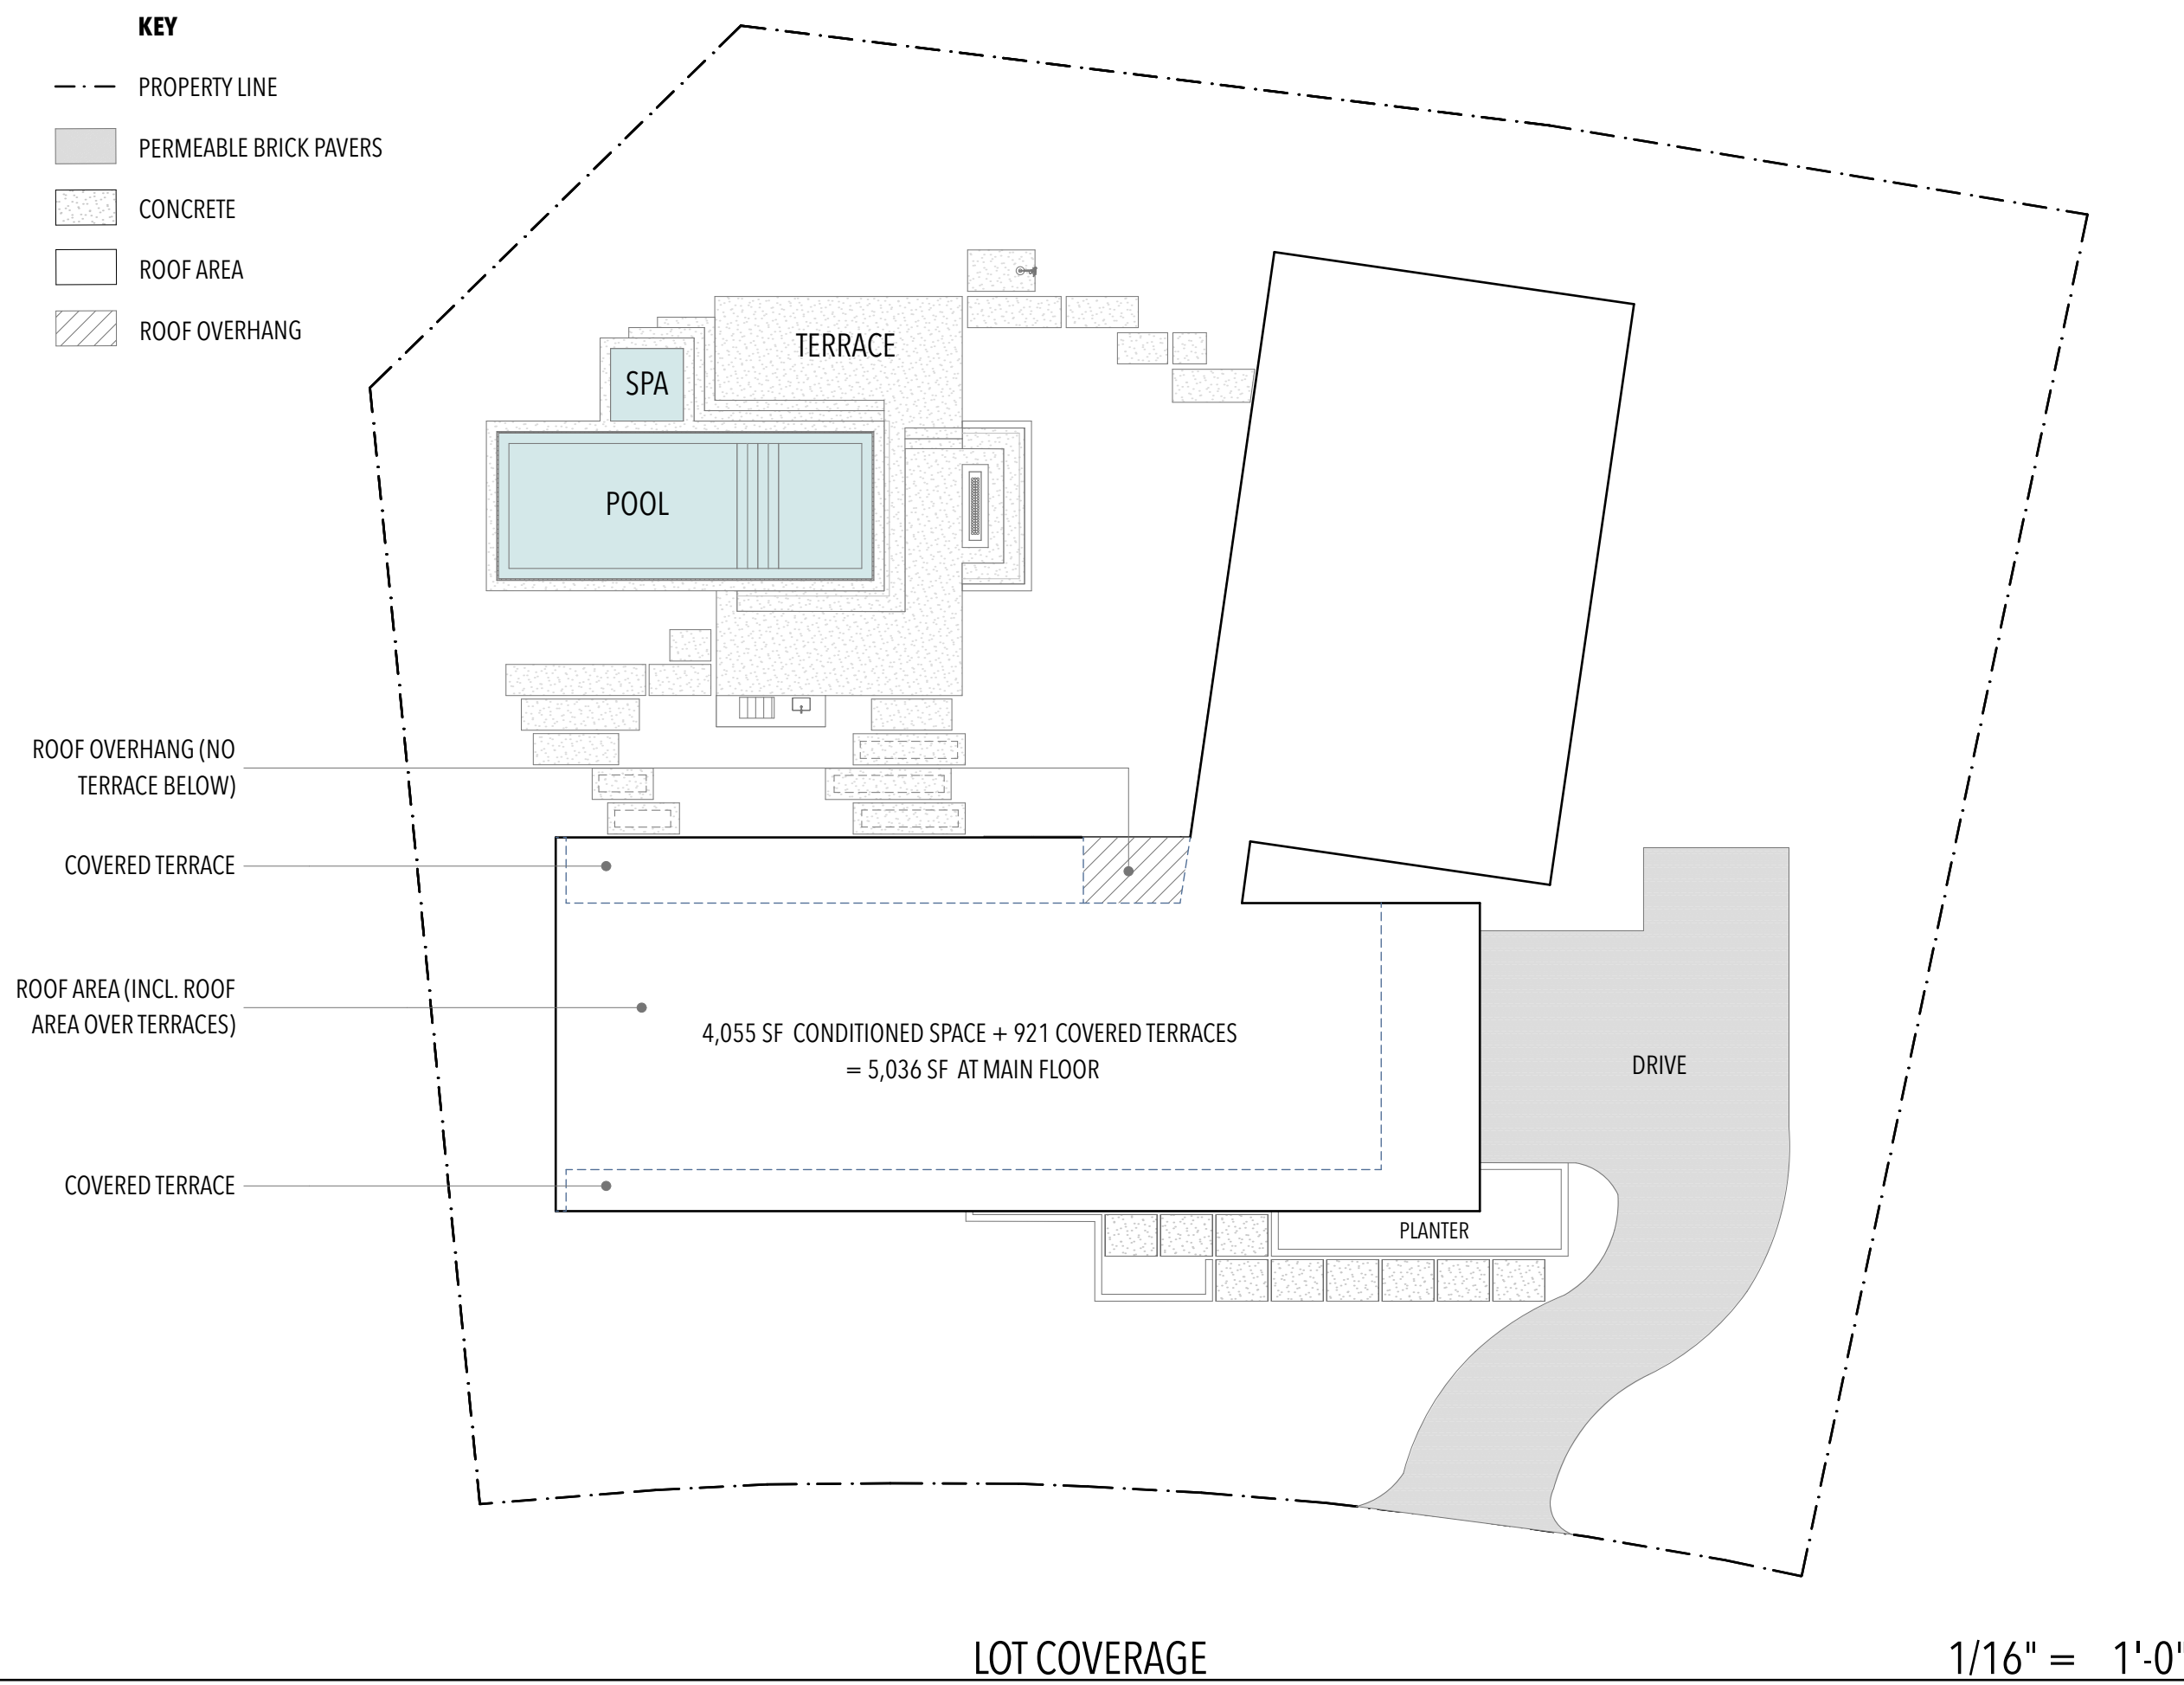 KEY
PROPERTY LINE
PERMEABLE BRICK PAVERS
CONCRETE
ROOF AREA
ROOF OVERHANG
TERRACE
SPA
POOL
ROOF OVERHANG (NO
TERRACE BELOW)
COVERED TERRACE
ROOF AREA (INCL. ROOF
AREA OVER TERRACES)
4,055 SF CONDITIONED SPACE + 921 COVERED TERRACES
= 5,036 SF AT MAIN FLOOR
DRIVE
COVERED TERRACE
PLANTER
LOT COVERAGE
1/16" = 1'-0"